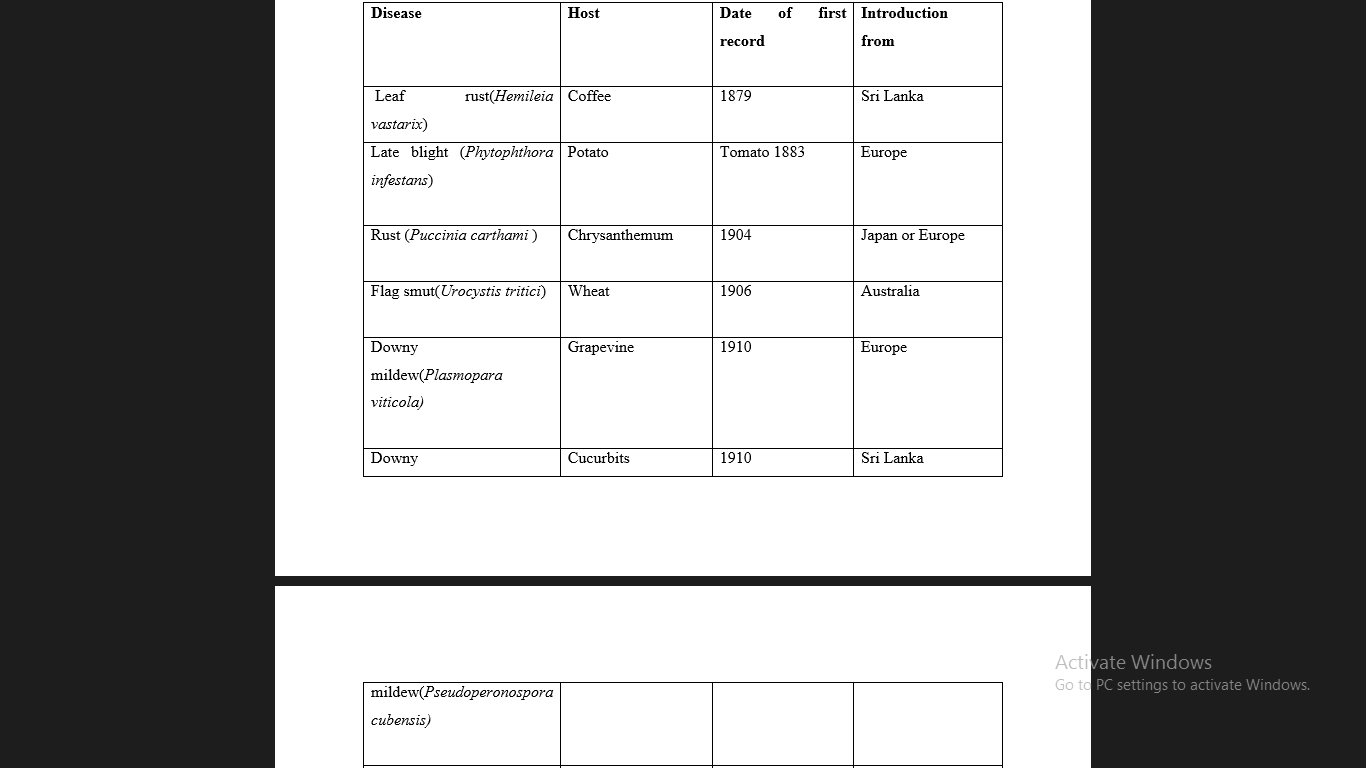 Disease Host Date of first Introduction
record from
Leaf rust(Hemileia Coffee 1879 Sri Lanka
vastarix)
Late blight (Phytophthora Potato Tomato 1883 Europe
infestans)
Rust (Puccinia carthami ) Chrysanthemum 1904 Japan or Europe
Flag smut(Urocystis tritici) Wheat 1906 Australia
Downy Grapevine 1910 Europe
mildew(Plasmopara
viticola)
Downy Cucurbits 1910 Sri Lanka
Activate Windows
Go to PC settings to activate Windows.
mildew(Pseudoperonospora
cubensis)